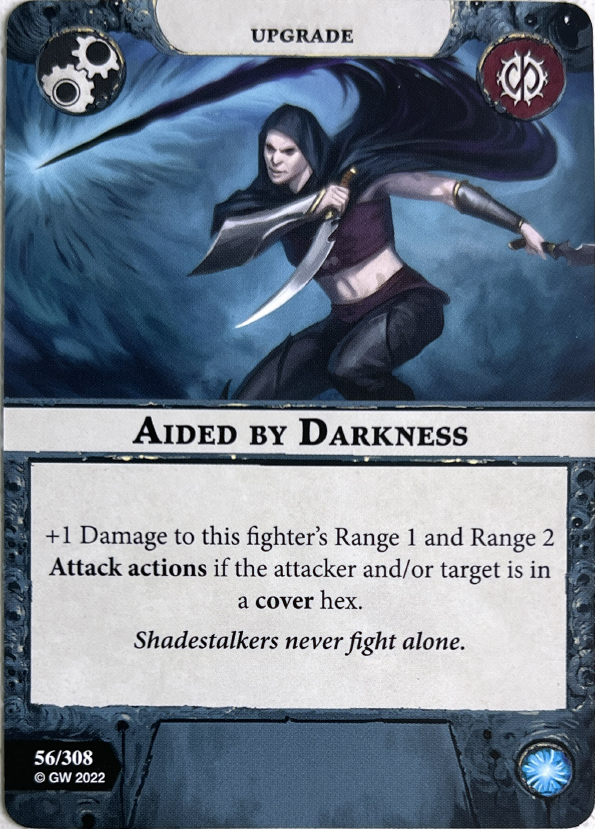 UPGRADE
AIDED BY DARKNESS
+1 Damage to this fighter's Range 1 and Range 2
Attack actions if the attacker and/or target is in
a cover hex.
Shadestalkers never fight alone.
56/308
© GW 2022